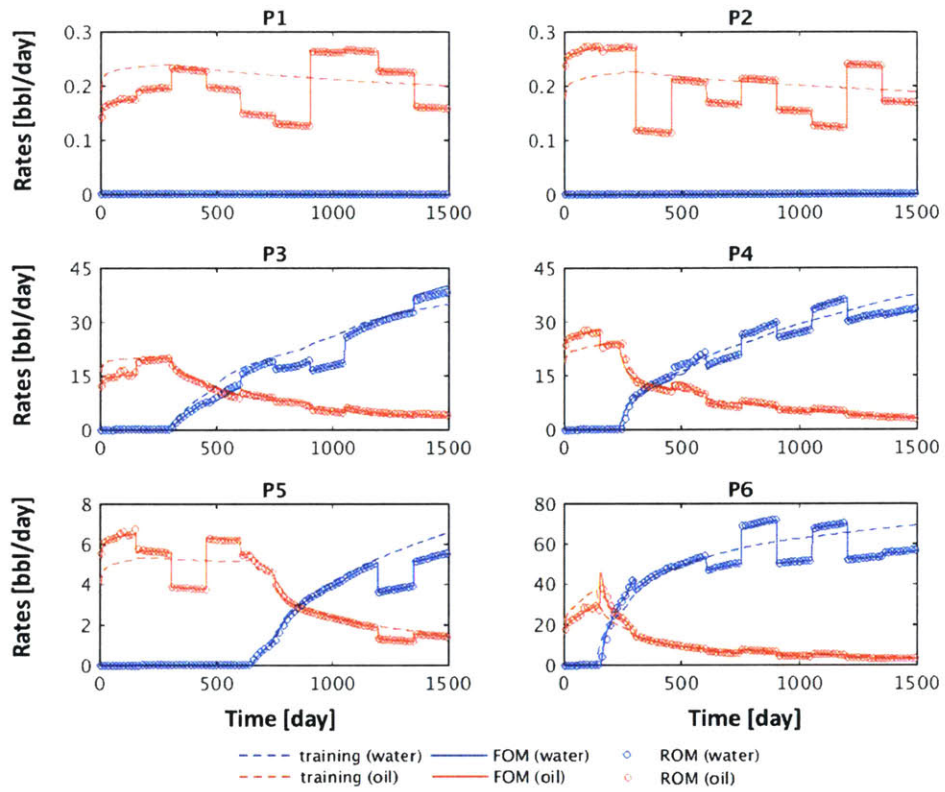 P1 P2
0.3 0.3
0.2 0.2
0.1 0.1
0 0
Rates [bbl/day]
0 500 1000 1500 0 500 1000 1500
P3 P4
45 45
30 30
15 15
0 0
Rates [bbl/day]
0 500 1000 1500 0 500 1000 1500
P5 P6
8 80
6 60
4 40
2 20
0 0
Rates [bbl/day]
0 500 1000 1500 0 500 1000 1500
Time [day] Time [day]
training (water) FOM (water) ROM (water)
training (oil) FOM (oil) ROM (oil)